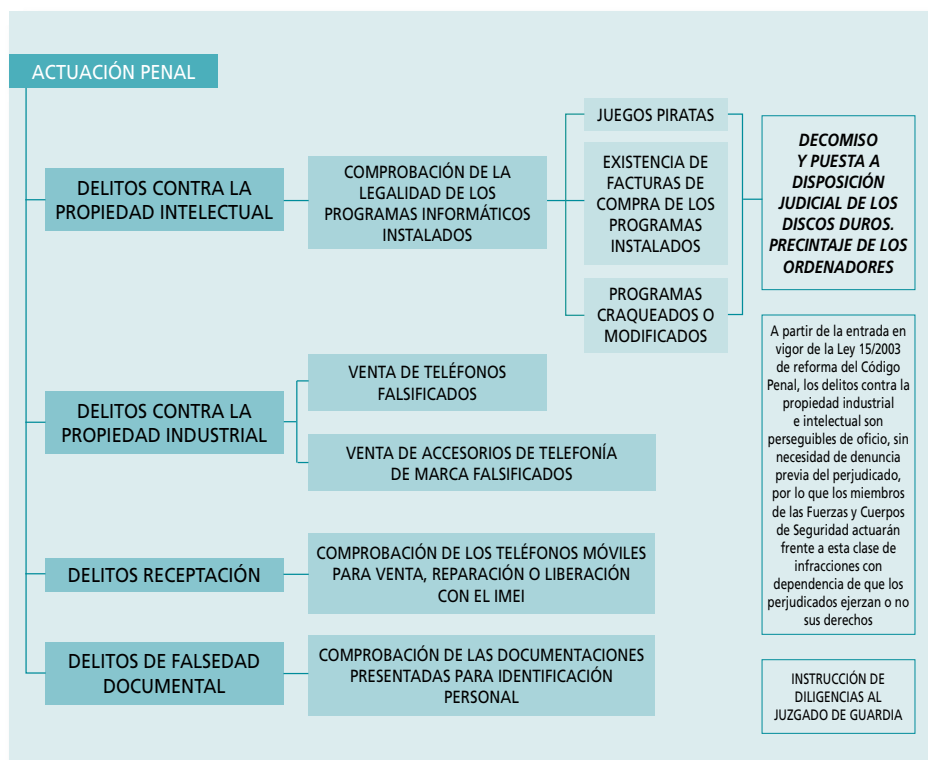 ACTUACIÓN PENAL
DELITOS CONTRA LA
PROPIEDAD INTELECTUAL
COMPROBACIÓN DE LA
LEGALIDAD DE LOS
PROGRAMAS INFORMÁTICOS
INSTALADOS
JUEGOS PIRATAS
EXISTENCIA DE
FACTURAS DE
COMPRA DE LOS
PROGRAMAS
INSTALADOS
PROGRAMAS
CRAQUEADOS O
MODIFICADOS
DECOMISO
Y PUESTA A
DISPOSICIÓN
JUDICIAL DE LOS
DISCOS DUROS.
PRECINTAJE DE LOS
ORDENADORES
DELITOS CONTRA LA
PROPIEDAD INDUSTRIAL
VENTA DE TELÉFONOS
FALSIFICADOS
VENTA DE ACCESORIOS DE TELEFONÍA
DE MARCA FALSIFICADOS
A partir de la entrada en
vigor de la Ley 15/2003
de reforma del Código
Penal, los delitos contra la
propiedad industrial
e intelectual son
perseguibles de oficio, sin
necesidad de denuncia
previa del perjudicado,
por lo que los miembros
de las Fuerzas y Cuerpos
de Seguridad actuarán
frente a esta clase de
infracciones con
dependencia de que los
perjudicados ejerzan o no
sus derechos
DELITOS RECEPTACIÓN
COMPROBACIÓN DE LOS TELÉFONOS MÓVILES
PARA VENTA, REPARACIÓN O LIBERACIÓN
CON EL IMEI
DELITOS DE FALSEDAD
DOCUMENTAL
COMPROBACIÓN DE LAS DOCUMENTACIONES
PRESENTADAS PARA IDENTIFICACIÓN
PERSONAL
INSTRUCCIÓN DE
DILIGENCIAS AL
JUZGADO DE GUARDIA